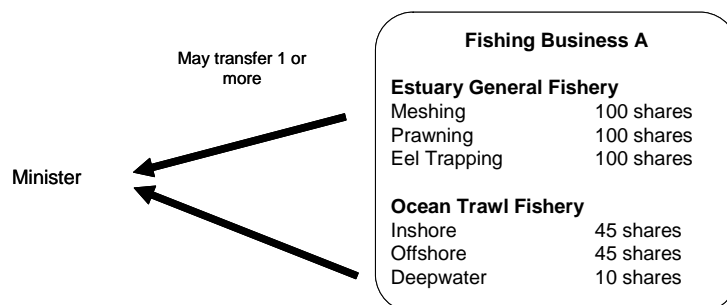 May transfer 1 or
more
Minister
Fishing Business A
Estuary General Fishery
Meshing 100 shares
Prawning 100 shares
Eel Trapping 100 shares
Ocean Trawl Fishery
Inshore 45 shares
Offshore 45 shares
Deepwater 10 shares